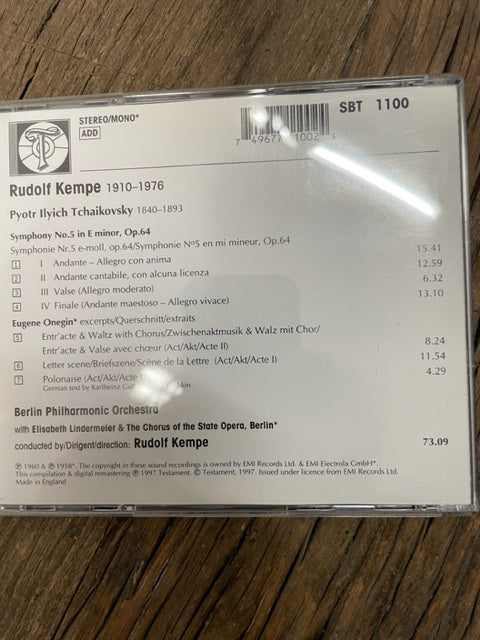 STEREO/MONO*
ADD
SBT 1100
7 49677 1002 4
Rudolf Kempe 1910–1976
Pyotr Ilyich Tchaikovsky 1840–1893
Symphony No.5 in E minor, Op.64
Symphonie Nr.5 e-moll, op.64/Symphonie Nº5 en mi mineur, Op.64
1 I Andante – Allegro con anima 15.41
2 II Andante cantabile, con alcuna licenza 12.59
3 III Valse (Allegro moderato) 6.32
4 IV Finale (Andante maestoso – Allegro vivace) 13.10
Eugene Onegin* excerpts/Querschnitt/extraits
5 Entr'acte & Waltz with Chorus/Zwischenaktmusik & Walz mit Chor/
Entr'acte & Valse avec chœur (Act/Akt/Acte II) 8.24
6 Letter scene/Briefszene/Scène de la Lettre (Act/Akt/Acte I) 11.54
7 Polonaise (Act/Akt/Acte 4.29
German text by Karlheinz
Berlin Philharmonic Orchestra
with Elisabeth Lindermeier & The Chorus of the State Opera, Berlin*
conducted by/Dirigent/direction: Rudolf Kempe 73.09
℗ 1960 & ℗ 1958*. The copyright in these sound recordings is owned by EMI Records Ltd. & EMI Electrola GmbH*.
This compilation & digital remastering ℗ 1997 Testament. © Testament, 1997. Issued under licence from EMI Records Ltd.
Made in England